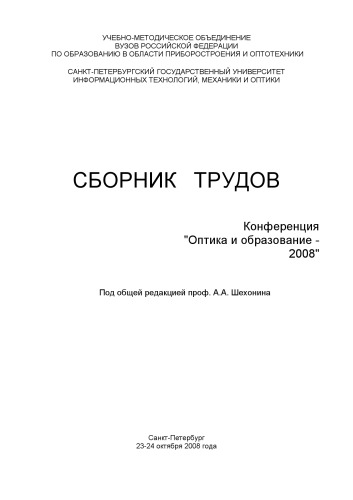 УЧЕБНО-МЕТОДИЧЕСКОЕ ОБЪЕДИНЕНИЕ
ВУЗОВ РОССИЙСКОЙ ФЕДЕРАЦИИ
ПО ОБРАЗОВАНИЮ В ОБЛАСТИ ПРИБОРОСТРОЕНИЯ И ОПТОТЕХНИКИ
САНКТ-ПЕТЕРБУРГСКИЙ ГОСУДАРСТВЕННЫЙ УНИВЕРСИТЕТ
ИНФОРМАЦИОННЫХ ТЕХНОЛОГИЙ, МЕХАНИКИ И ОПТИКИ
СБОРНИК ТРУДОВ
Конференция
"Оптика и образование -
2008"
Под общей редакцией проф. А.А. Шехонина
Санкт-Петербург
23-24 октября 2008 года